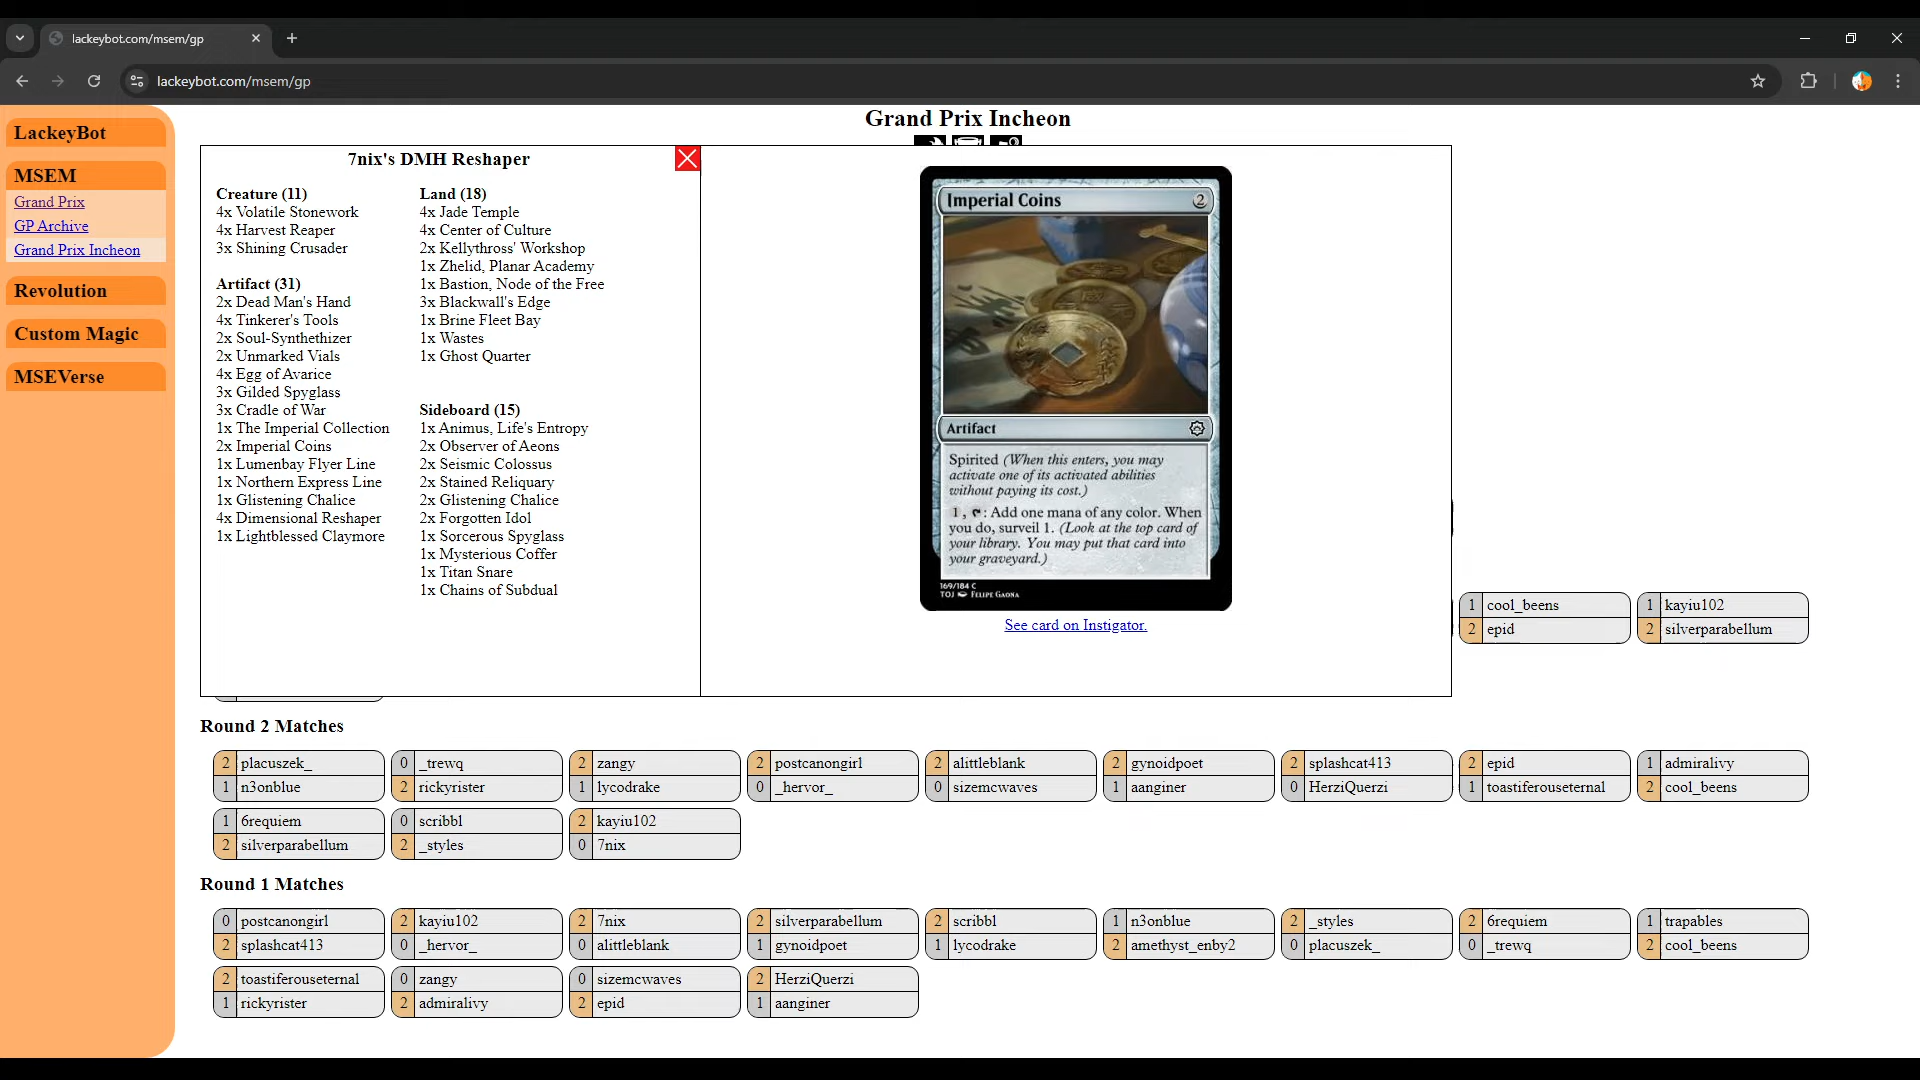 lackeybot.com/msem/gp
lackeybot.com/msem/gp
Grand Prix Incheon
LackeyBot
MSEM
Grand Prix
GP Archive
Grand Prix Incheon
Revolution
Custom Magic
MSEVerse
7nix's DMH Reshaper
Creature (11)
4x Volatile Stonework
4x Harvest Reaper
3x Shining Crusader
Artifact (31)
2x Dead Man's Hand
4x Tinkerer's Tools
2x Soul-Synthethizer
2x Unmarked Vials
4x Egg of Avarice
3x Gilded Spyglass
3x Cradle of War
1x The Imperial Collection
2x Imperial Coins
1x Lumenbay Flyer Line
1x Northern Express Line
1x Glistening Chalice
4x Dimensional Reshaper
1x Lightblessed Claymore
Land (18)
4x Jade Temple
4x Center of Culture
2x Kellythross' Workshop
1x Zhelid, Planar Academy
1x Bastion, Node of the Free
3x Blackwall's Edge
1x Brine Fleet Bay
1x Wastes
1x Ghost Quarter
Sideboard (15)
1x Animus, Life's Entropy
2x Observer of Aeons
2x Seismic Colossus
2x Stained Reliquary
2x Glistening Chalice
2x Forgotten Idol
1x Sorcerous Spyglass
1x Mysterious Coffer
1x Titan Snare
1x Chains of Subdual
Imperial Coins 2
Artifact
Spirited (When this enters, you may
activate one of its activated abilities
without paying its cost.)
1, : Add one mana of any color. When
you do, surveil 1. (Look at the top card of
your library. You may put that card into
your graveyard.)
169/184 C
TOJ Felipe Gaona
See card on Instigator.
1 cool_beens 1 kayiu102
2 epid 2 silverparabellum
Round 2 Matches
2 placuszek_ 0 _trewq 2 zangy 2 postcanongirl 2 alittleblank 2 gynoidpoet 2 splashcat413 2 epid 1 admiralivy
1 n3onblue 2 rickyrister 1 lycodrake 0 _hervor_ 0 sizemcwaves 1 aanginer 0 HerziQuerzi 1 toastiferouseternal 2 cool_beens
1 6requiem 0 scribbl 2 kayiu102
2 silverparabellum 2 _styles 0 7nix
Round 1 Matches
0 postcanongirl 2 kayiu102 2 7nix 2 silverparabellum 2 scribbl 1 n3onblue 2 _styles 2 6requiem 1 trapables
2 splashcat413 0 _hervor_ 0 alittleblank 1 gynoidpoet 1 lycodrake 2 amethyst_enby2 0 placuszek_ 0 _trewq 2 cool_beens
2 toastiferouseternal 0 zangy 0 sizemcwaves 2 HerziQuerzi
1 rickyrister 2 admiralivy 2 epid 1 aanginer